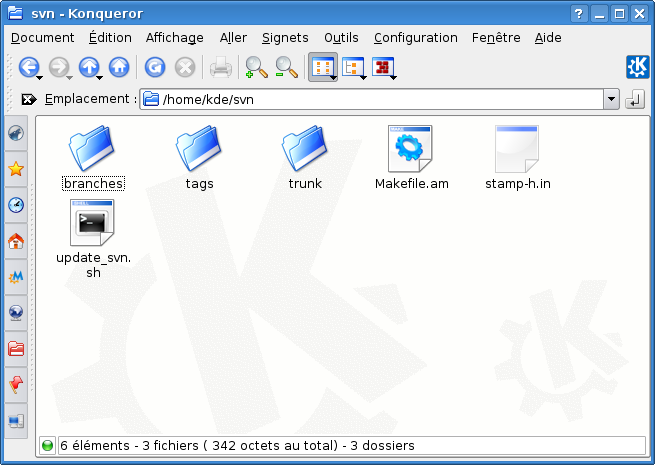 svn - Konqueror
Document Édition Affichage Aller Signets Outils Configuration Fenêtre Aide
Emplacement : /home/kde/svn
branches tags trunk Makefile.am stamp-h.in
update_svn.
sh
6 éléments - 3 fichiers ( 342 octets au total) - 3 dossiers